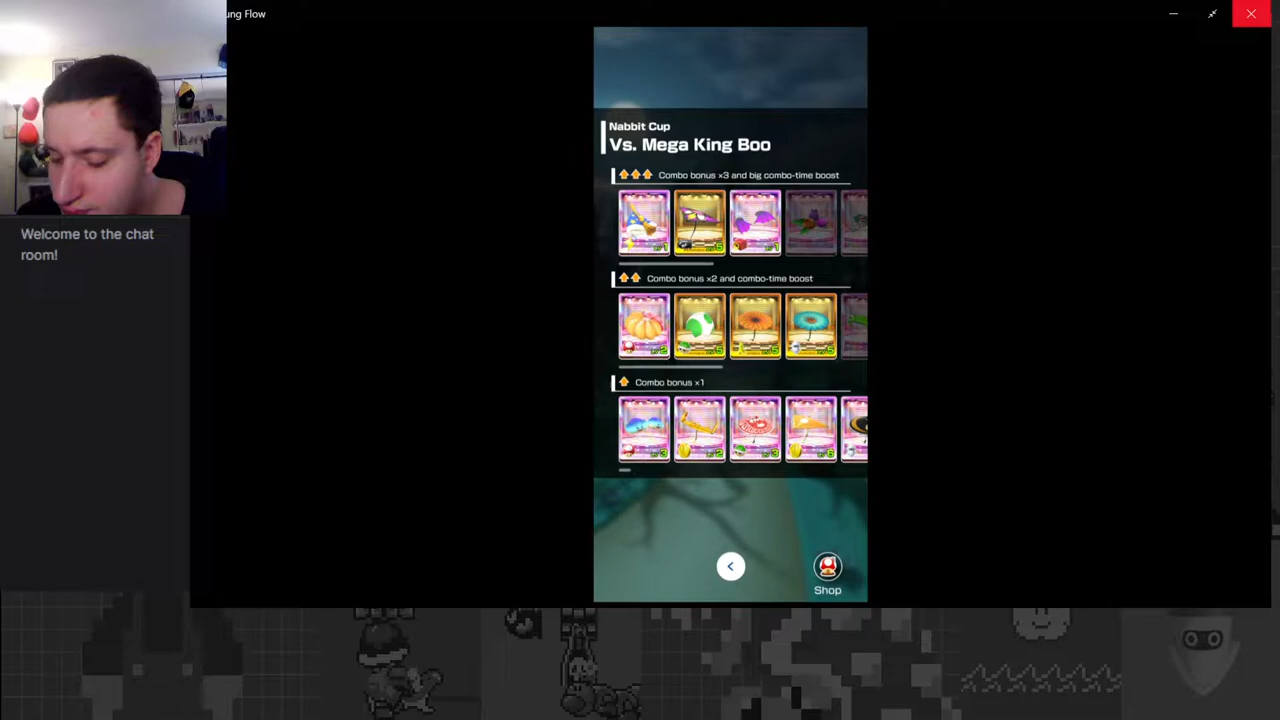 ung Flow
Welcome to the chat
room!
Nabbit Cup
Vs. Mega King Boo
Combo bonus ×3 and big combo-time boost
Combo bonus ×2 and combo-time boost
Combo bonus ×1
Shop